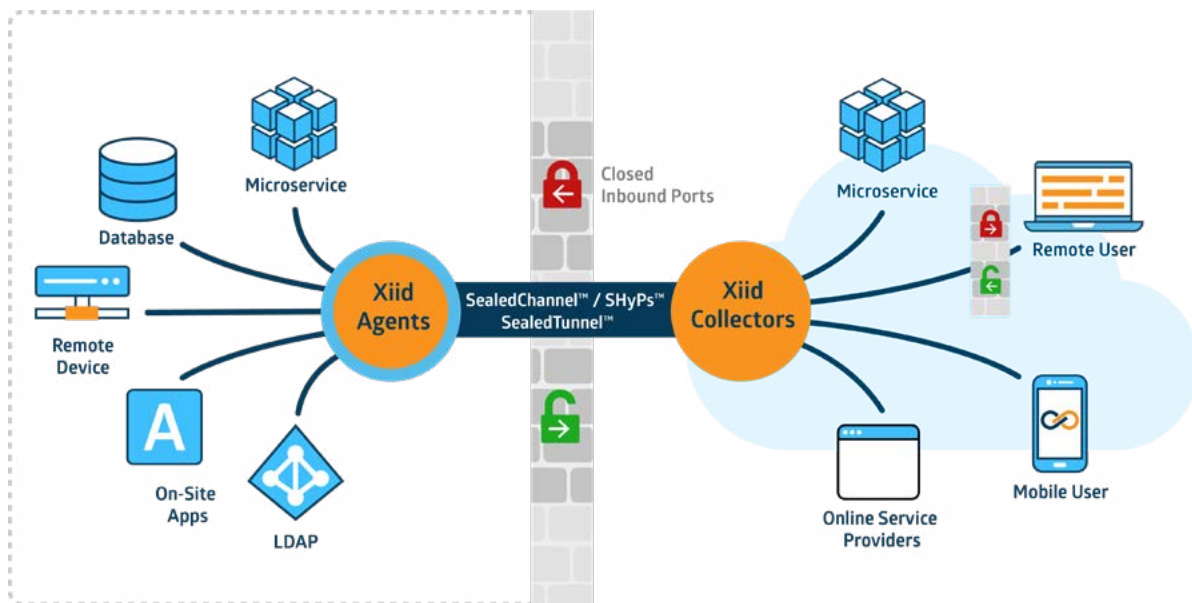 Microservice
Database
Remote
Device
A
On-Site
Apps
LDAP
Xiid
Agents
SealedChannel™ / SHyPs™
SealedTunnel™
Closed
Inbound Ports
Xiid
Collectors
Microservice
Remote User
Mobile User
Online Service
Providers